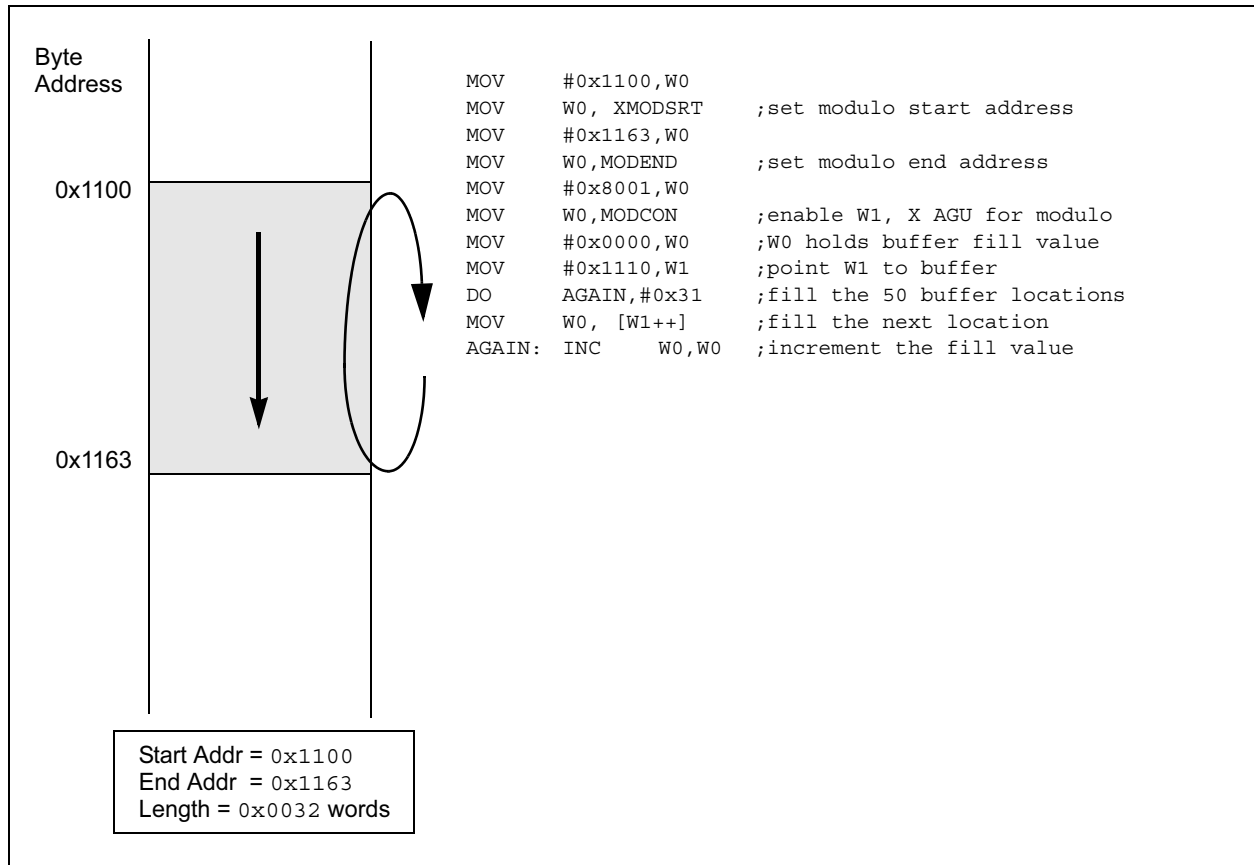 Byte
Address
0x1100
0x1163
MOV #0x1100,W0
MOV W0, XMODSRT ;set modulo start address
MOV #0x1163,W0
MOV W0,MODEND ;set modulo end address
MOV #0x8001,W0
MOV W0,MODCON ;enable W1, X AGU for modulo
MOV #0x0000,W0 ;W0 holds buffer fill value
MOV #0x1110,W1 ;point W1 to buffer
DO AGAIN,#0x31 ;fill the 50 buffer locations
MOV W0, [W1++] ;fill the next location
AGAIN: INC W0,W0 ;increment the fill value
Start Addr = 0x1100
End Addr = 0x1163
Length = 0x0032 words